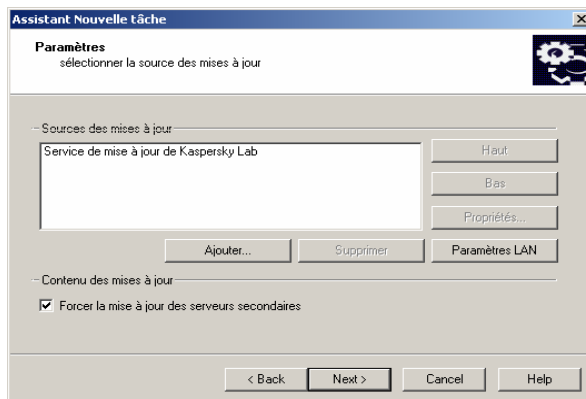 Assistant Nouvelle tâche
Paramètres
sélectionner la source des mises à jour
Sources des mises à jour
Service de mise à jour de Kaspersky Lab
Haut
Bas
Propriétés...
Ajouter...
Supprimer
Paramètres LAN
Contenu des mises à jour
Forcer la mise à jour des serveurs secondaires
< Back
Next >
Cancel
Help